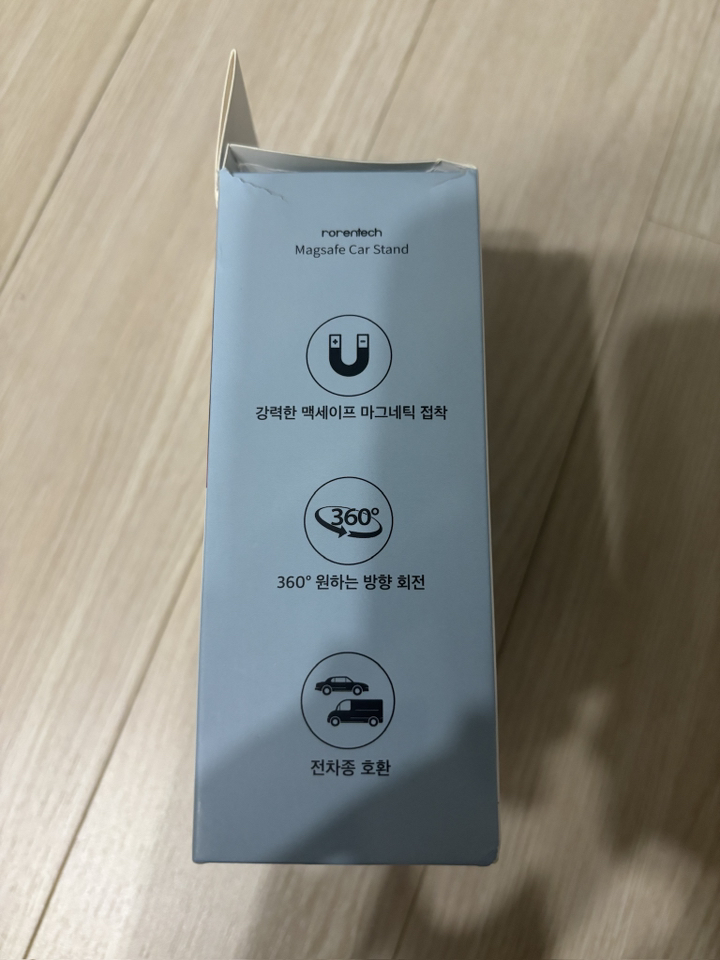 rorentech
Magsafe Car Stand
+ -
강력한 맥세이프 마그네틱 접착
360°
360° 원하는 방향 회전
전차종 호환